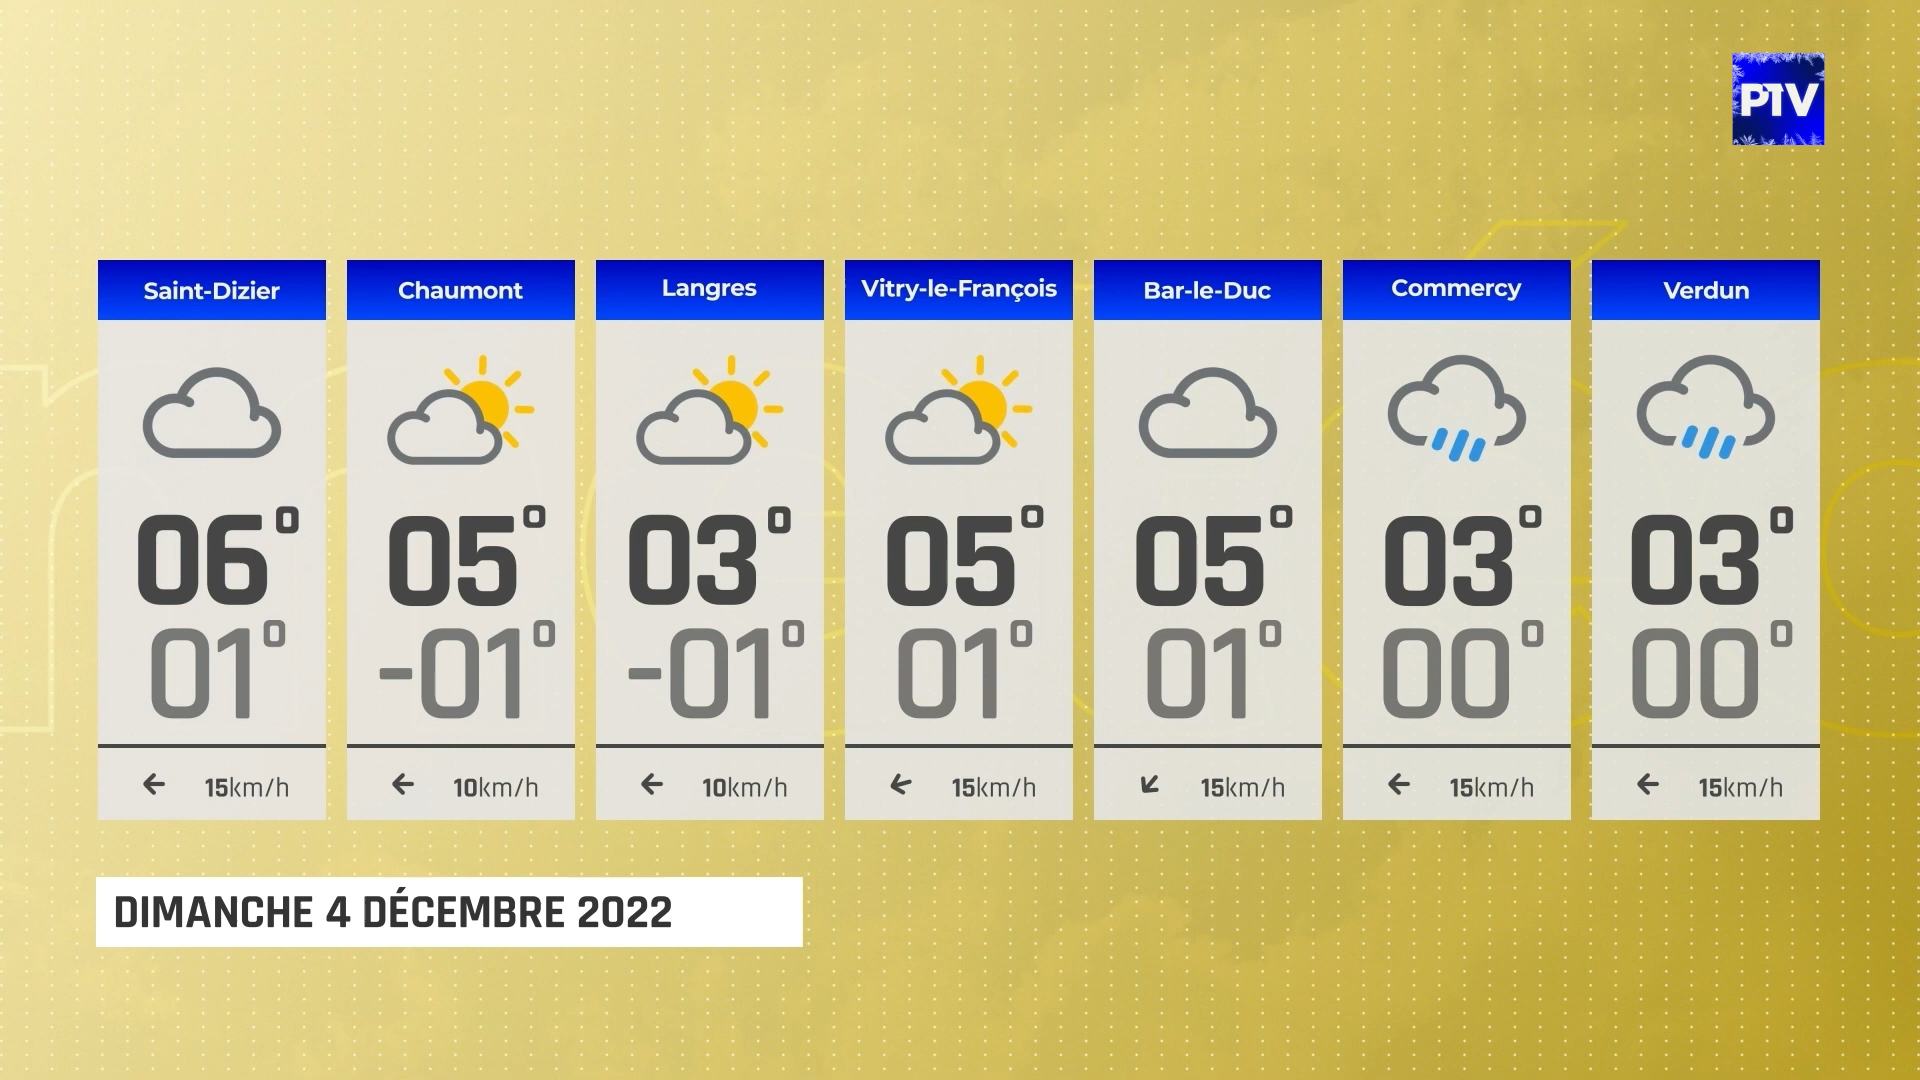 PTV
Saint-Dizier
06°
01°
15km/h
Chaumont
05°
-01°
10km/h
Langres
03°
-01°
10km/h
Vitry-le-François
05°
01°
15km/h
Bar-le-Duc
05°
01°
15km/h
Commercy
03°
00°
15km/h
Verdun
03°
00°
15km/h
DIMANCHE 4 DÉCEMBRE 2022